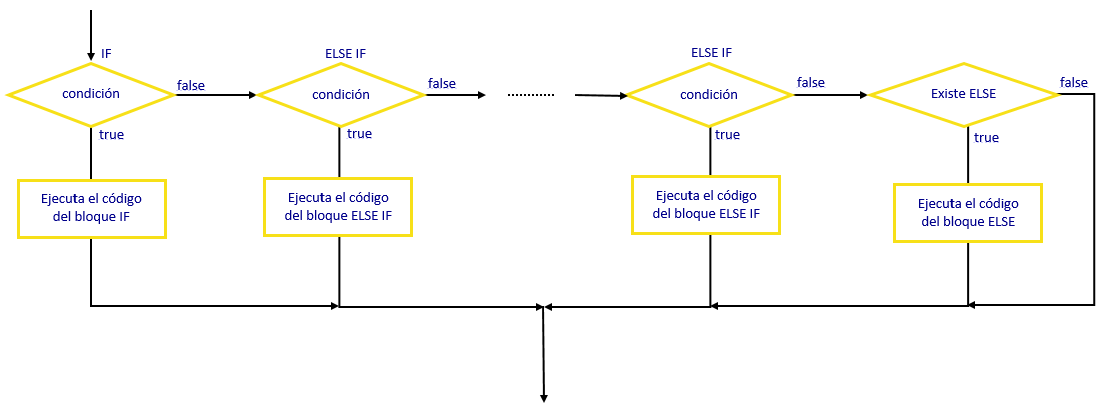 IF
condición
false
true
Ejecuta el código
del bloque IF
ELSE IF
condición
false
true
Ejecuta el código
del bloque ELSE IF
..........
ELSE IF
condición
false
true
Ejecuta el código
del bloque ELSE IF
Existe ELSE
false
true
Ejecuta el código
del bloque ELSE